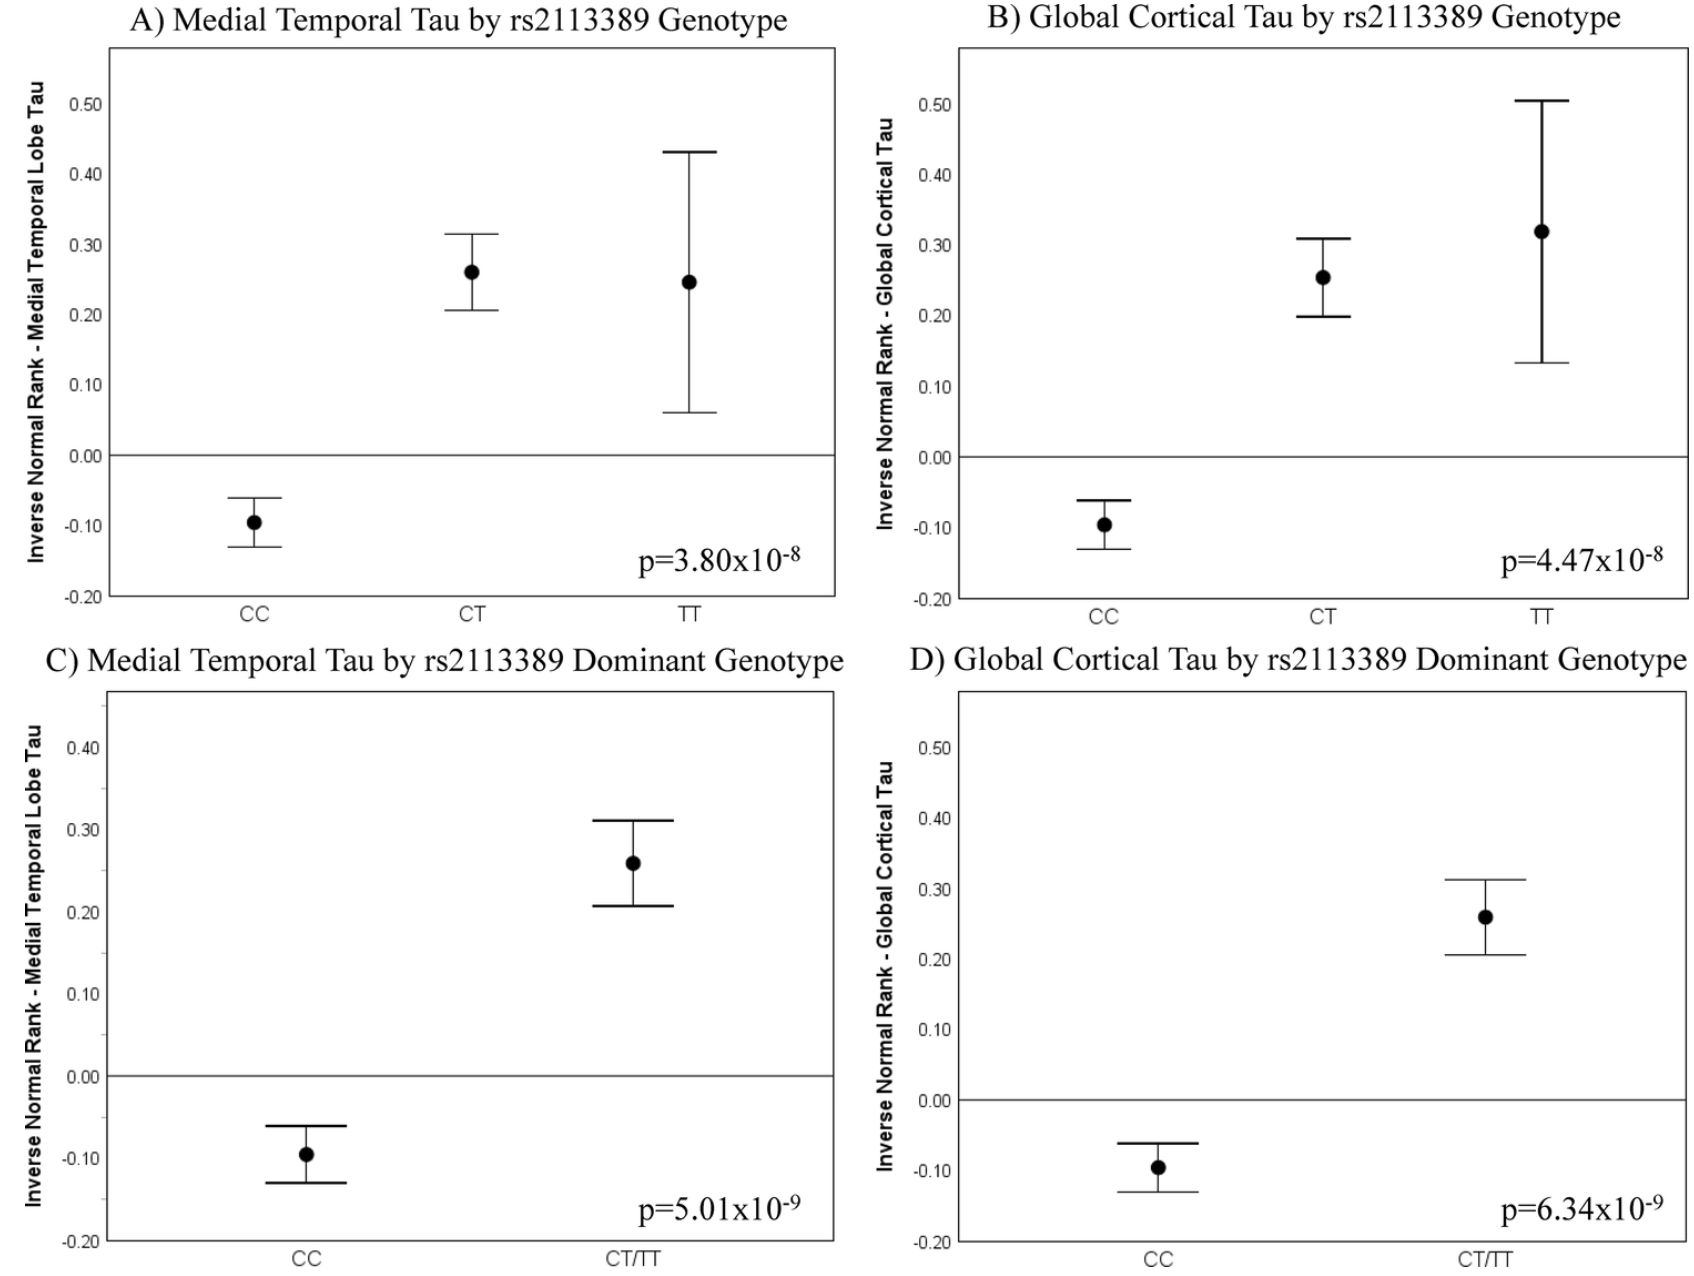 A) Medial Temporal Tau by rs2113389 Genotype
Inverse Normal Rank - Medial Temporal Lobe Tau
0.50
0.40
0.30
0.20
0.10
0.00
-0.10
-0.20
p=3.80x10-8
CC CT TT
B) Global Cortical Tau by rs2113389 Genotype
Inverse Normal Rank - Global Cortical Tau
0.50
0.40
0.30
0.20
0.10
0.00
-0.10
-0.20
p=4.47x10-8
CC CT TT
C) Medial Temporal Tau by rs2113389 Dominant Genotype
Inverse Normal Rank - Medial Temporal Lobe Tau
0.40
0.30
0.20
0.10
0.00
-0.10
-0.20
p=5.01x10-9
CC CT/TT
D) Global Cortical Tau by rs2113389 Dominant Genotype
Inverse Normal Rank - Global Cortical Tau
0.50
0.40
0.30
0.20
0.10
0.00
-0.10
-0.20
p=6.34x10-9
CC CT/TT